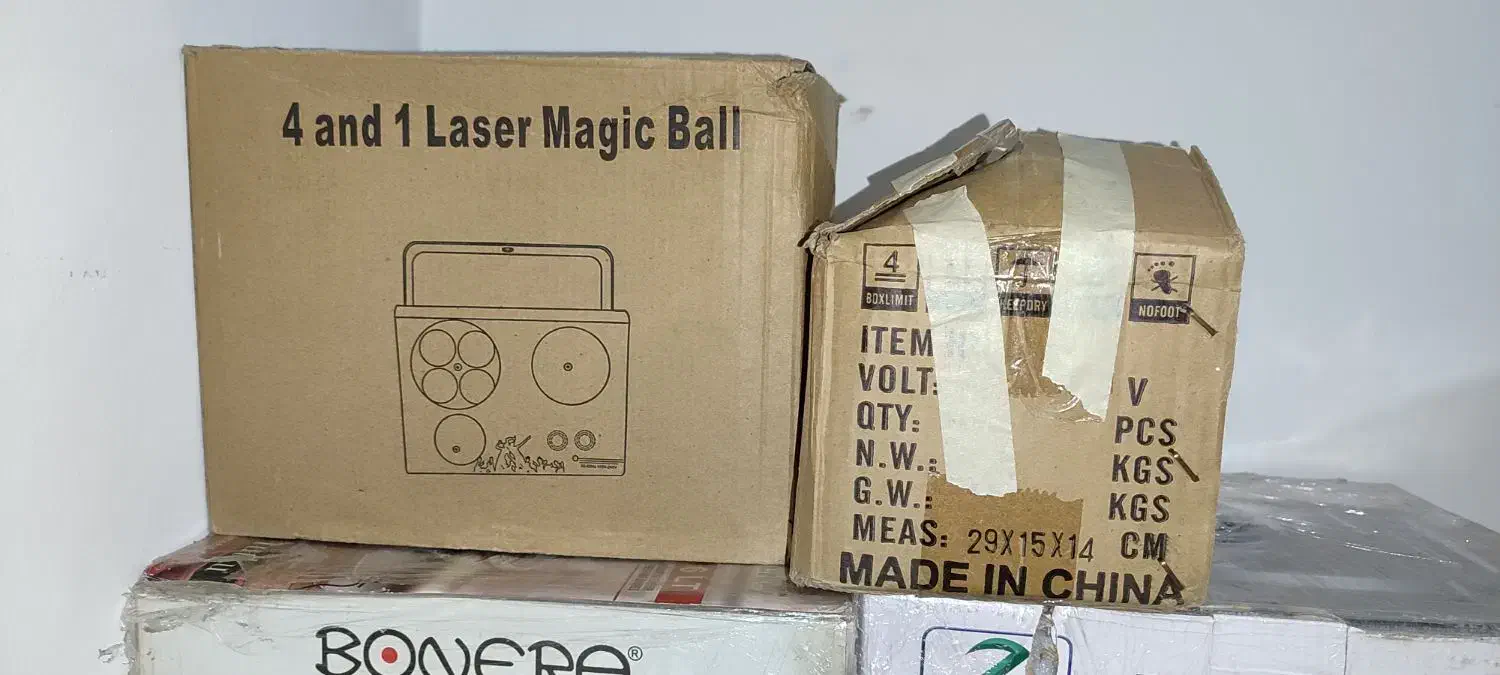 4 and 1 Laser Magic Ball
4
BOXLIMIT
KEEPDRY
NOFOOT
ITEM
VOLT: V
QTY: PCS
N.W.: KGS
G.W.: KGS
MEAS: 29X15X14 CM
MADE IN CHINA
BONERA®